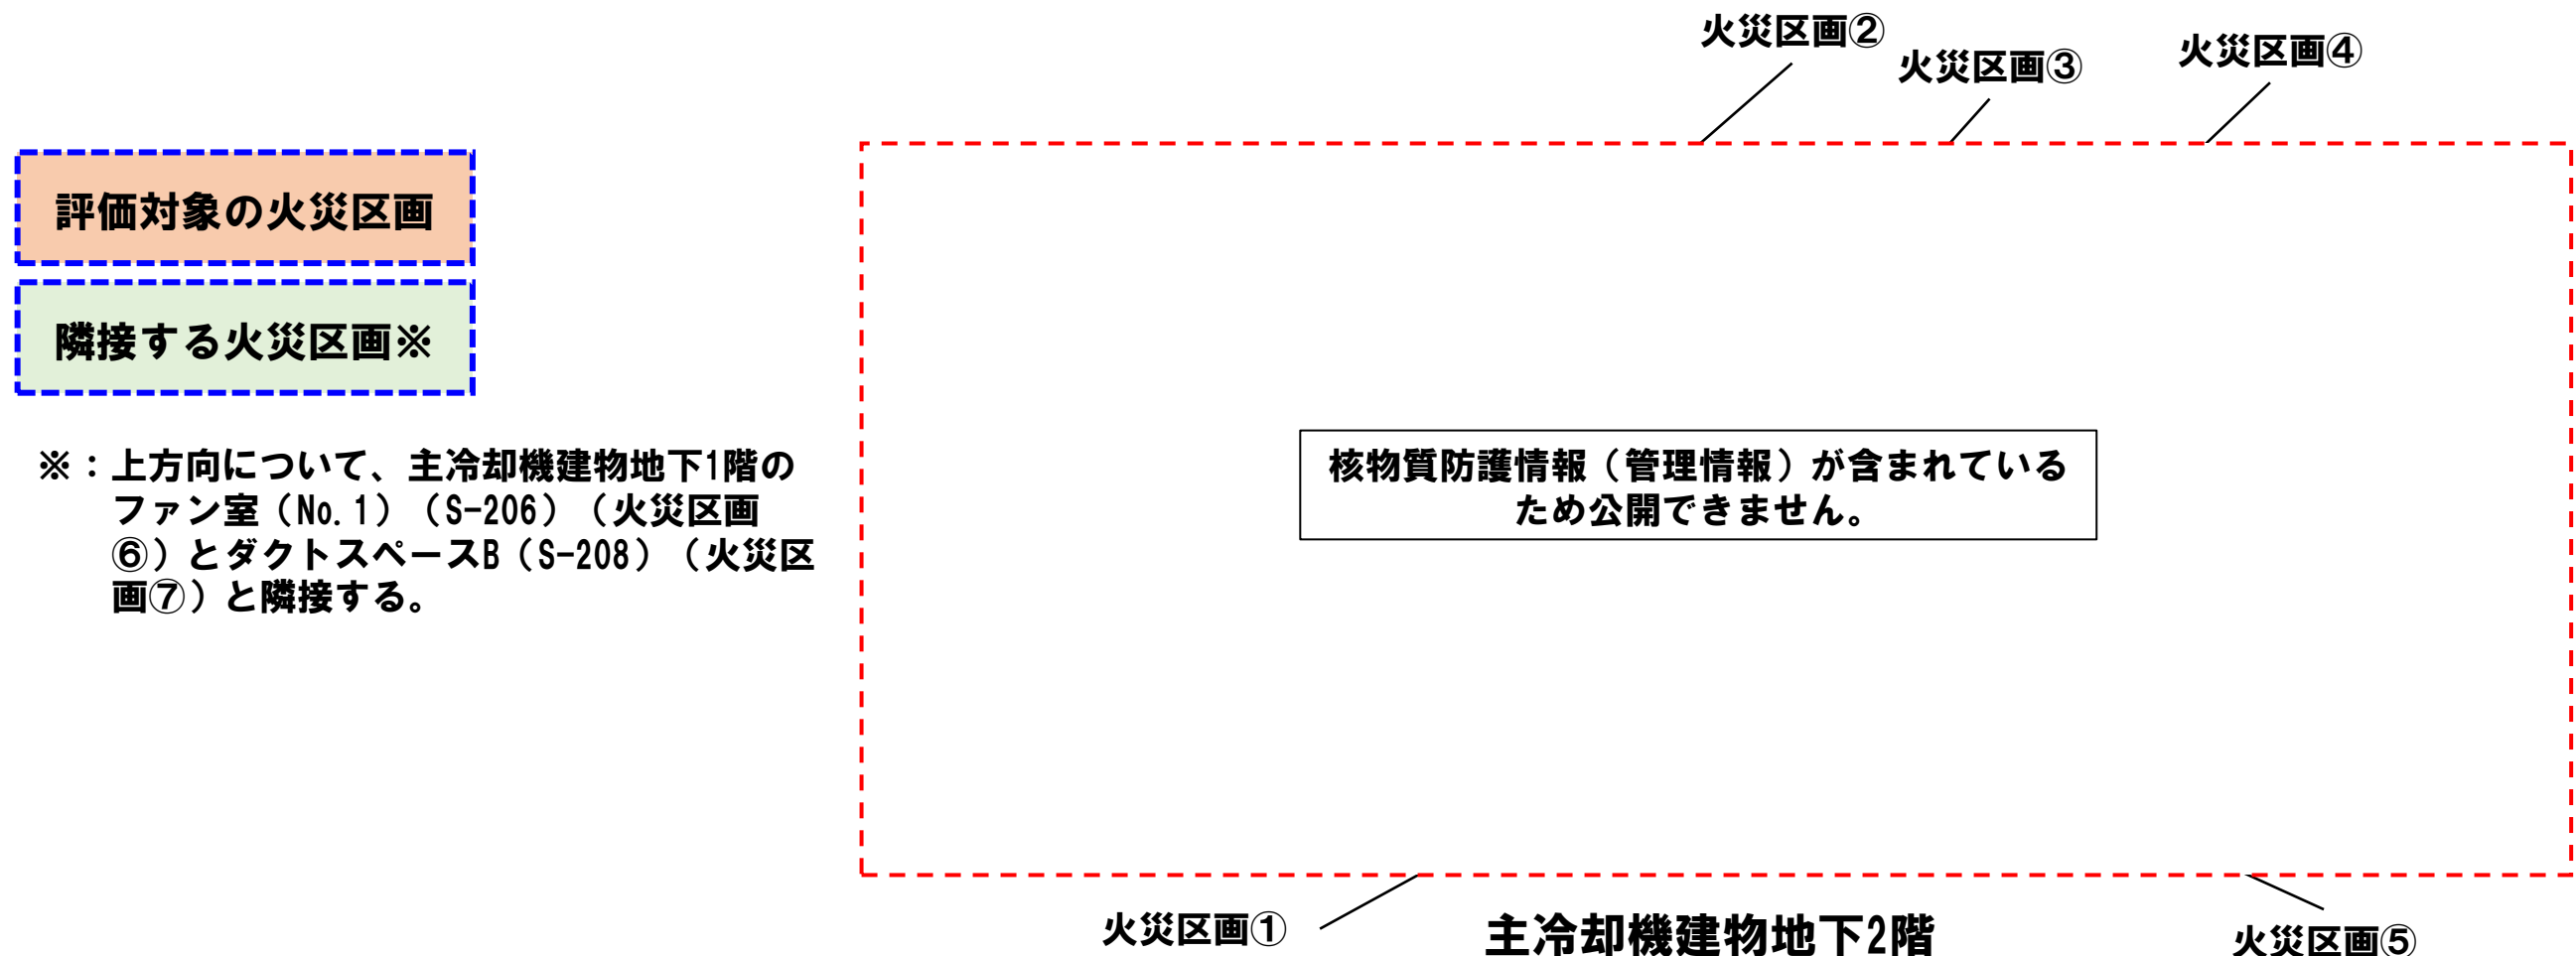 火災区画②
火災区画③
火災区画④
評価対象の火災区画
隣接する火災区画※
※：上方向について、主冷却機建物地下1階の
ファン室（No.1）（S-206）（火災区画
⑥）とダクトスペースB（S-208）（火災区
画⑦）と隣接する。
核物質防護情報（管理情報）が含まれている
ため公開できません。
火災区画①
主冷却機建物地下2階
火災区画⑤